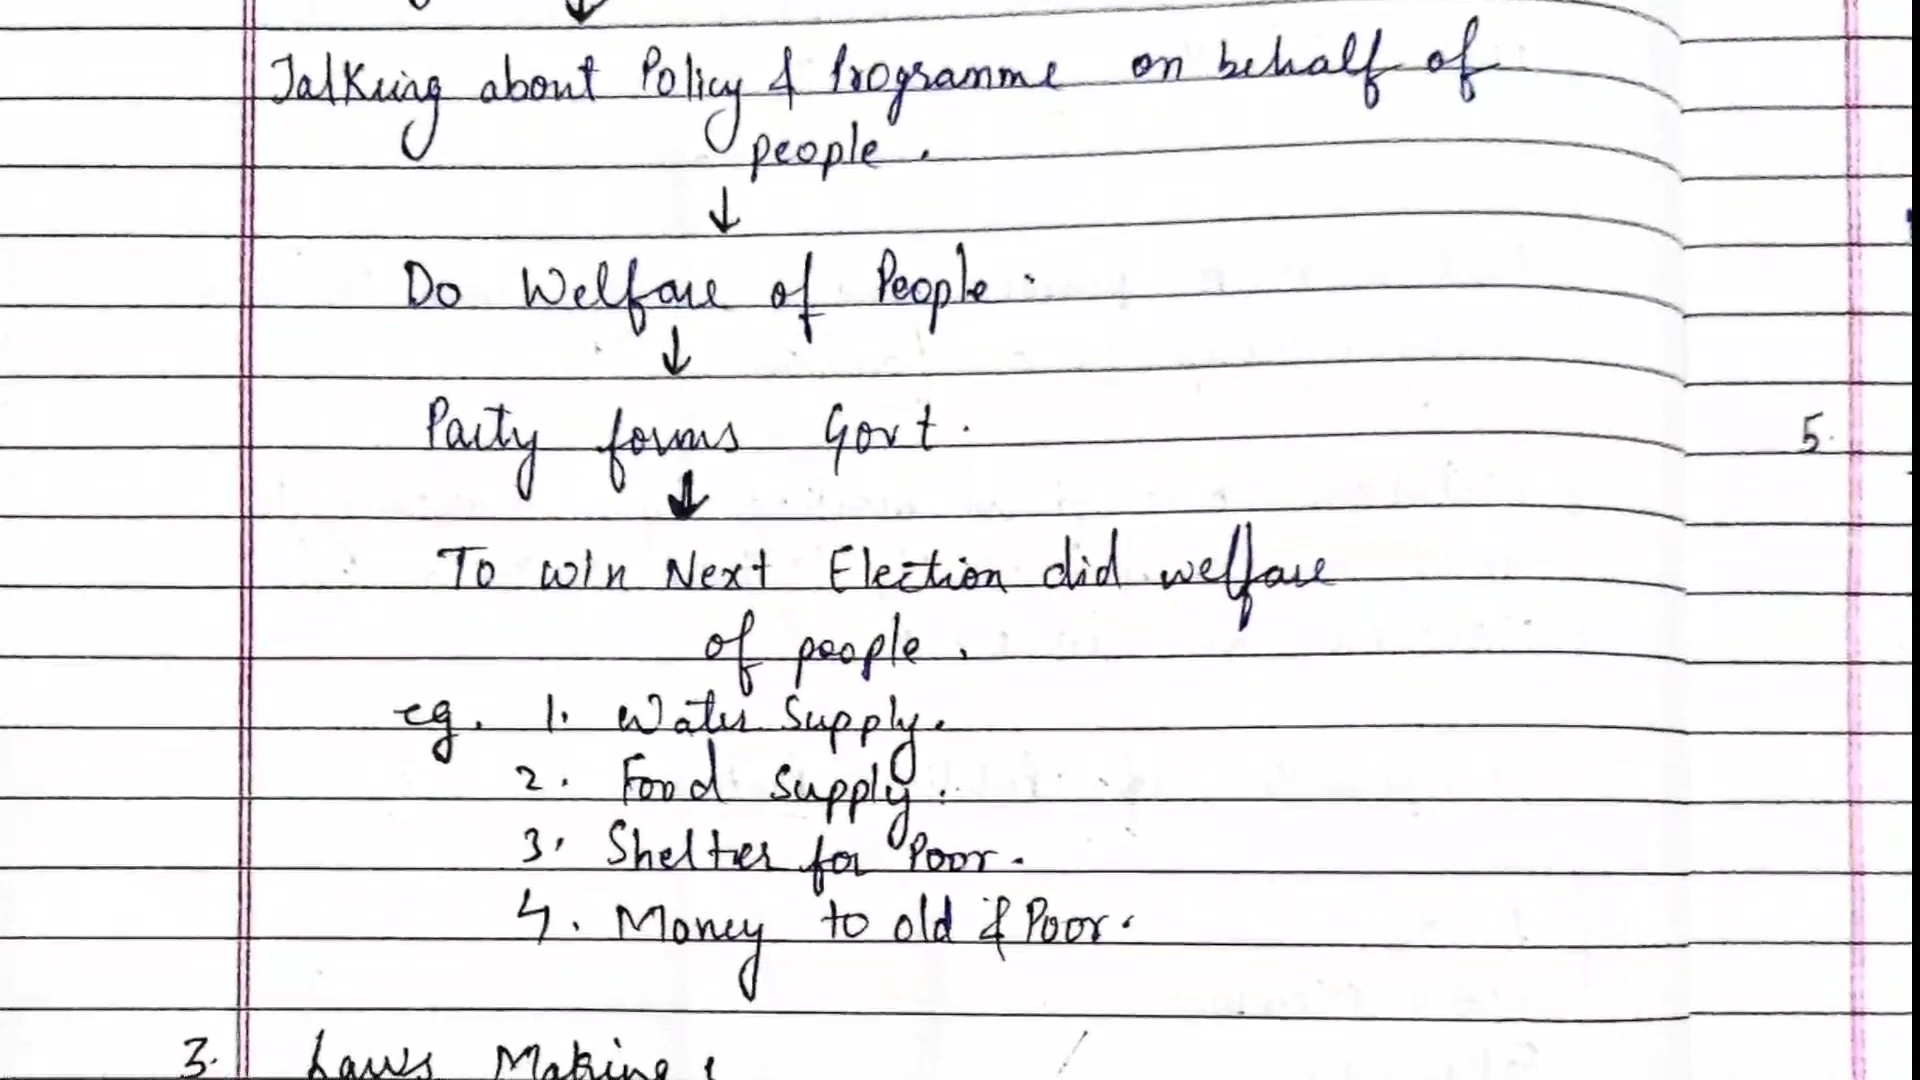 Talking about Policy & Programme on behalf of
people.
↓
Do Welfare of People.
↓
Party forms Govt.
↓
To win Next Election did welfare
of people.
eg. 1. Water Supply.
2. Food Supply.
3. Shelter for Poor.
4. Money to old & Poor.
3. Laws Making:
5.